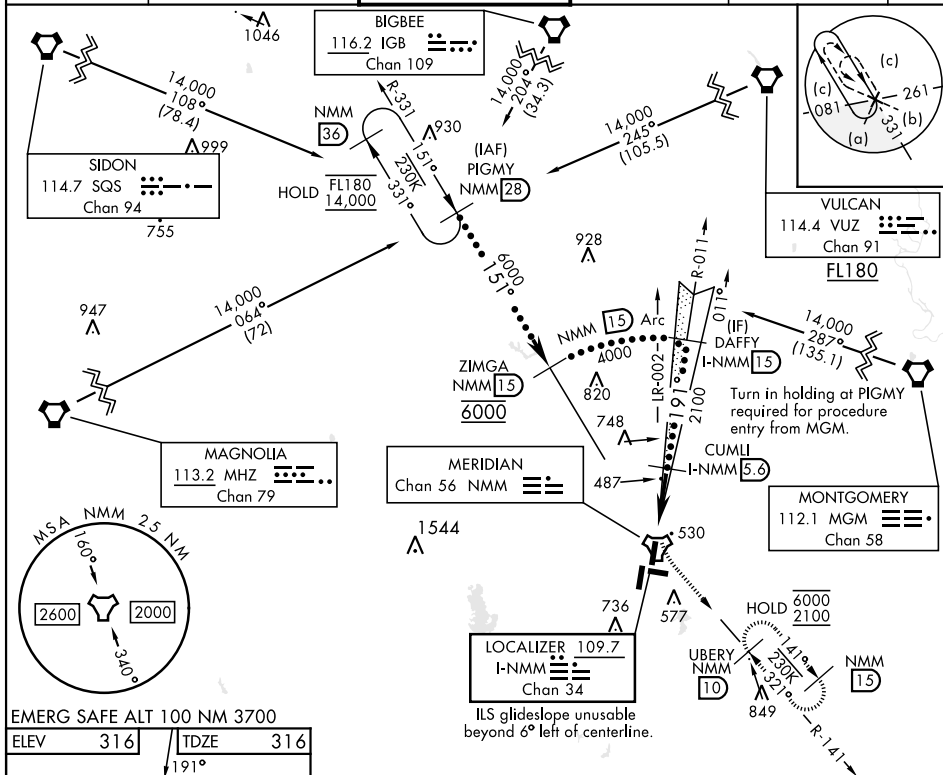 1046
BIGBEE
116.2 IGB
Chan 109
14,000
108°
(78.4)
14,000
204°
(34.3)
14,000
245°
(105.5)
(c)
(c)
081
261
(b)
(a)
331
R-331
NMM
36
930
151°
230K
331°
(IAF)
PIGMY
NMM 28
HOLD FL180
14,000
999
SIDON
114.7 SQS
Chan 94
755
VULCAN
114.4 VUZ
Chan 91
FL180
928
6000
151°
R-011
011°
14,000
064°
(72)
947
NMM 15 Arc
4000
LR-002
(IF)
DAFFY
I-NMM 15
14,000
287°
(135.1)
ZIMGA
NMM 15
6000
820
191°
2100
Turn in holding at PIGMY
required for procedure
entry from MGM.
748
CUMLI
I-NMM 5.6
487
MAGNOLIA
113.2 MHZ
Chan 79
MERIDIAN
Chan 56 NMM
MONTGOMERY
112.1 MGM
Chan 58
1544
530
MSA NMM 25 NM
160°
2600
2000
340°
736
577
HOLD 6000
2100
141°
230K
321°
UBERY
NMM
10
NMM
15
849
R-141
LOCALIZER 109.7
I-NMM
Chan 34
ILS glideslope unusable
beyond 6° left of centerline.
EMERG SAFE ALT 100 NM 3700
ELEV 316 TDZE 316
191°